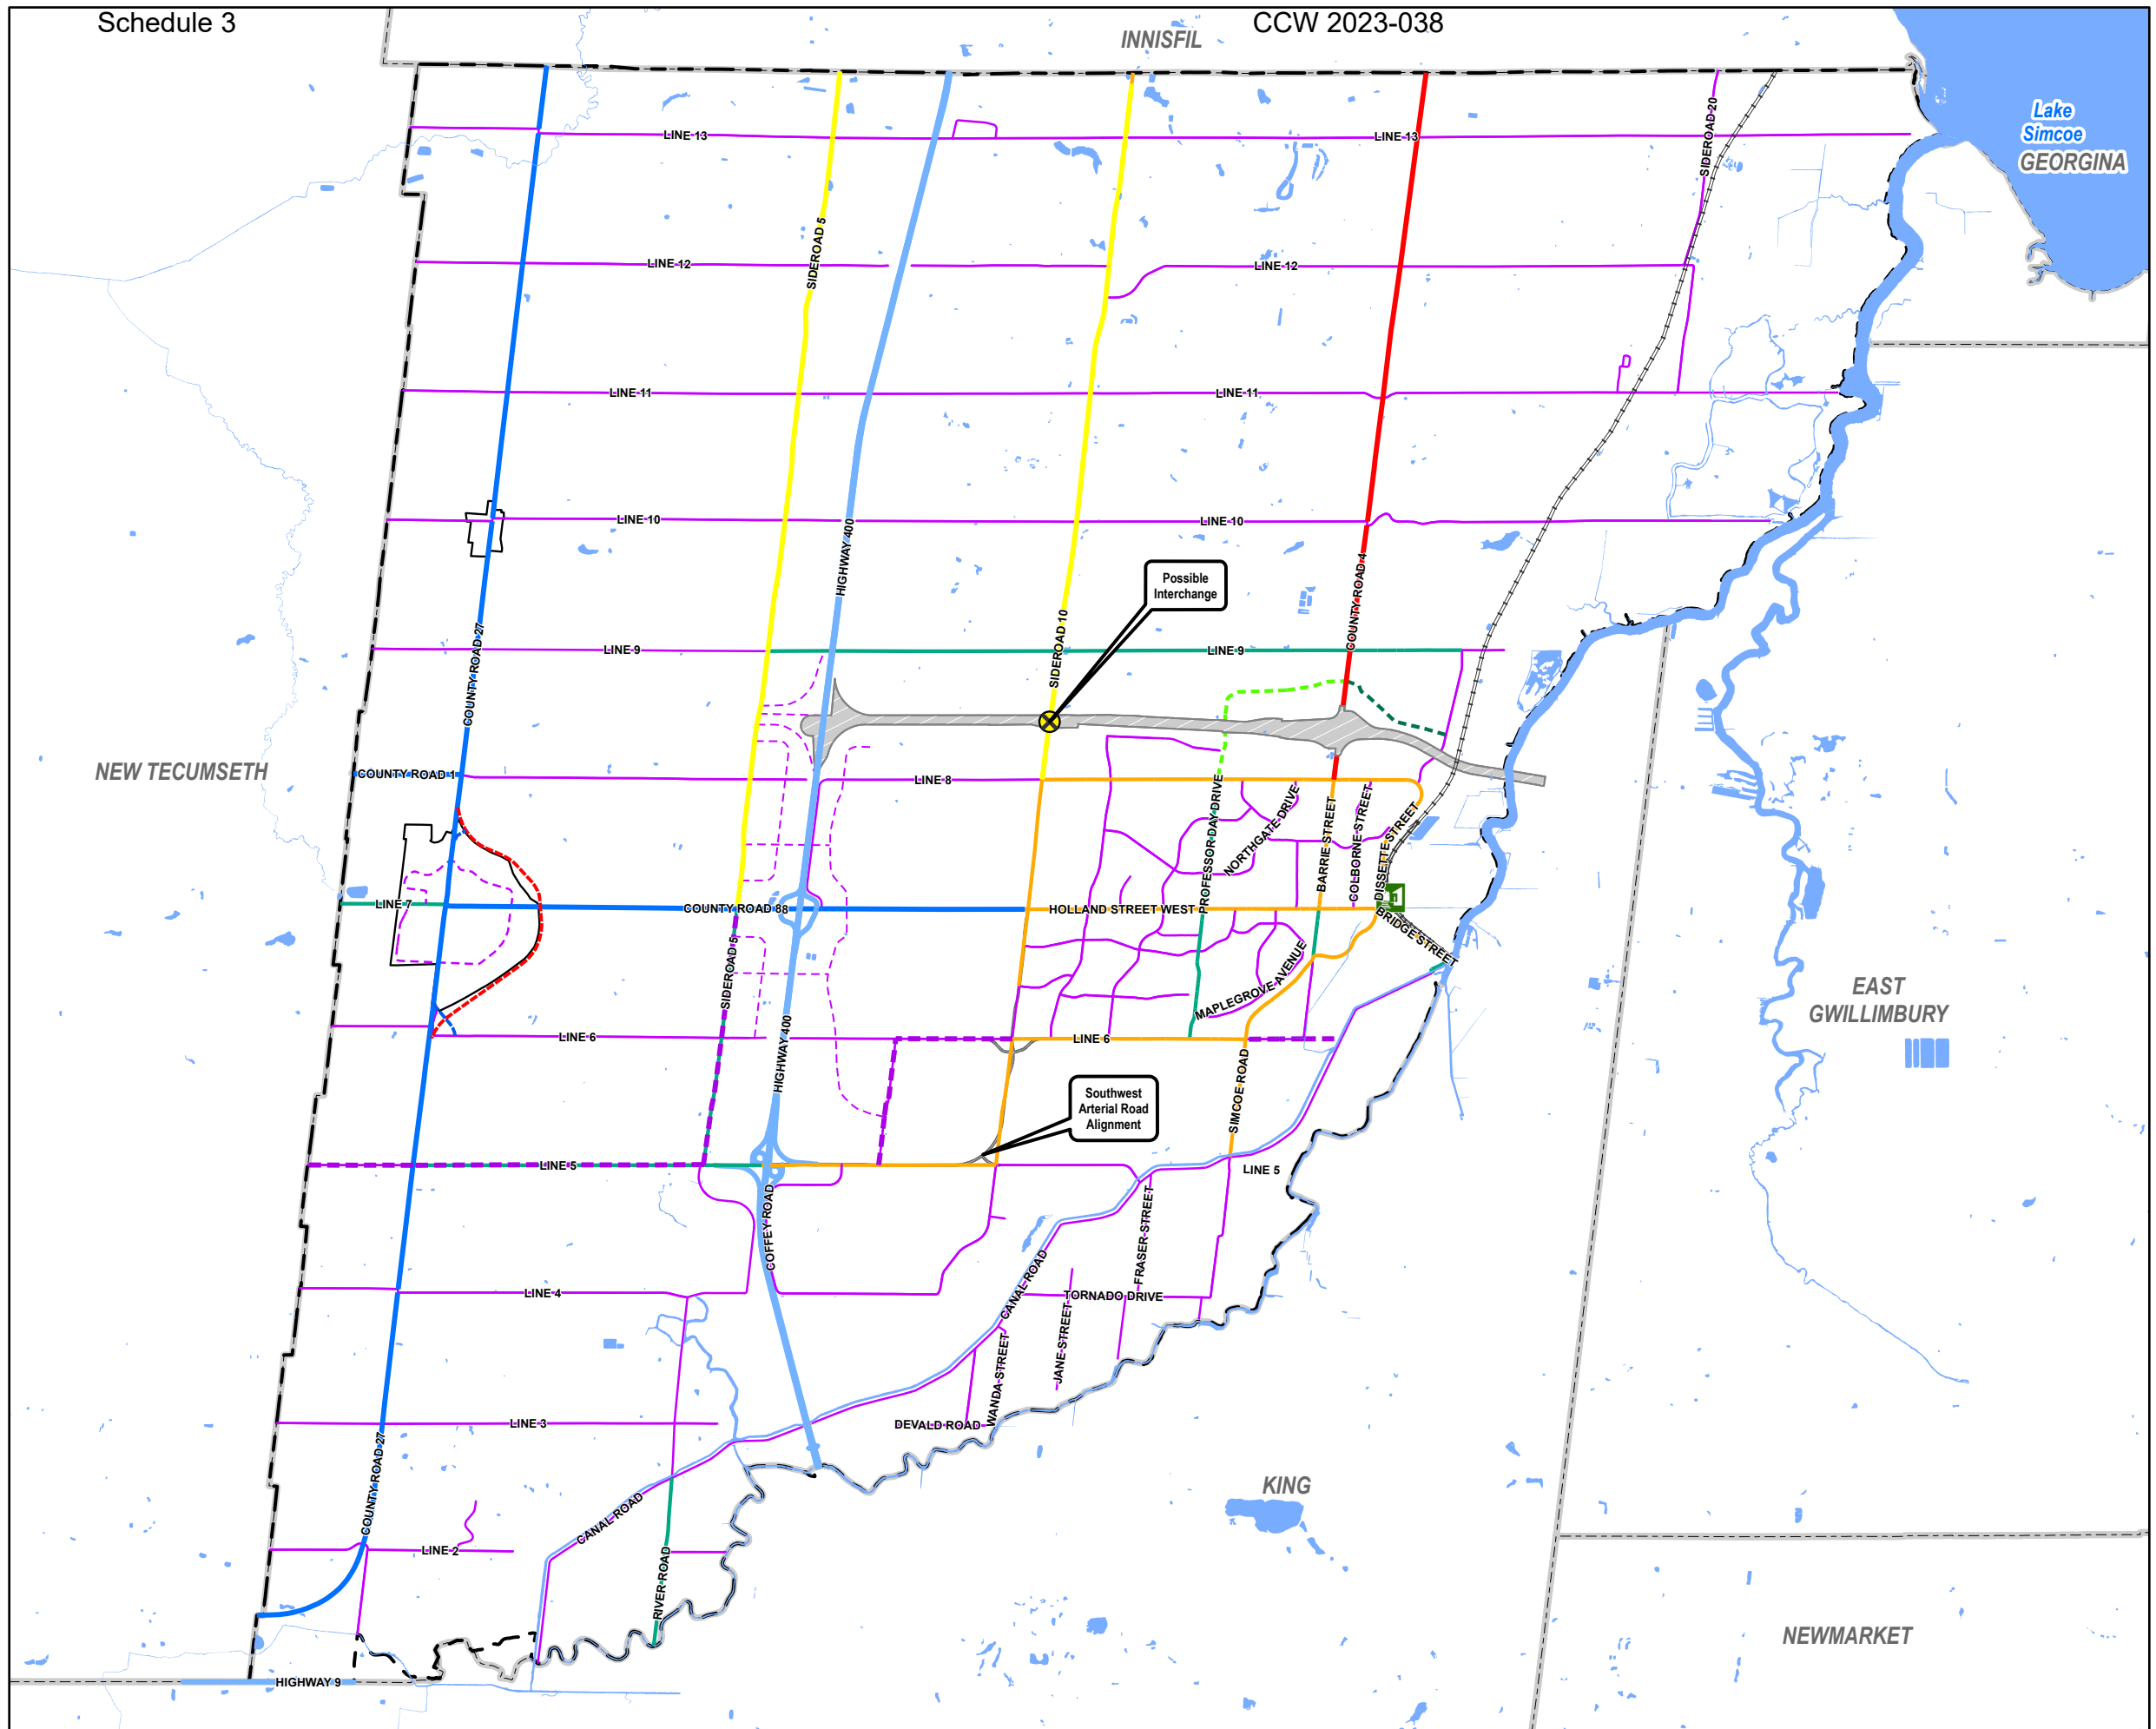 Schedule 3
CCW 2023-038
INNISFIL
Lake
Simcoe
GEORGINA
LINE 13
LINE 13
SIDEROAD 20
SIDEROAD 5
LINE 12
LINE 12
LINE 11
LINE 11
LINE 10
LINE 10
HIGHWAY 400
Possible
Interchange
COUNTY ROAD 4
COUNTY ROAD 27
LINE 9
SIDEROAD 10
LINE 9
NEW TECUMSETH
COUNTY ROAD 1
LINE 8
PROFESSOR DAY DRIVE
NORTHGATE DRIVE
BARRIE STREET
COLBORNE STREET
DISSETTE STREET
LINE 7
COUNTY ROAD 88
HOLLAND STREET WEST
BRIDGE STREET
SIDEROAD 5
MAPLEGROVE AVENUE
EAST
GWILLIMBURY
LINE 6
HIGHWAY 400
LINE 6
SIMCOE ROAD
Southwest
Arterial Road
Alignment
LINE 5
LINE 5
COFFEY ROAD
FRASER STREET
CANAL ROAD
LINE 4
TORNADO DRIVE
JANE STREET
WANDA STREET
LINE 3
DEVALD ROAD
COUNTY ROAD 27
KING
CANAL ROAD
LINE 2
RIVER ROAD
NEWMARKET
HIGHWAY 9